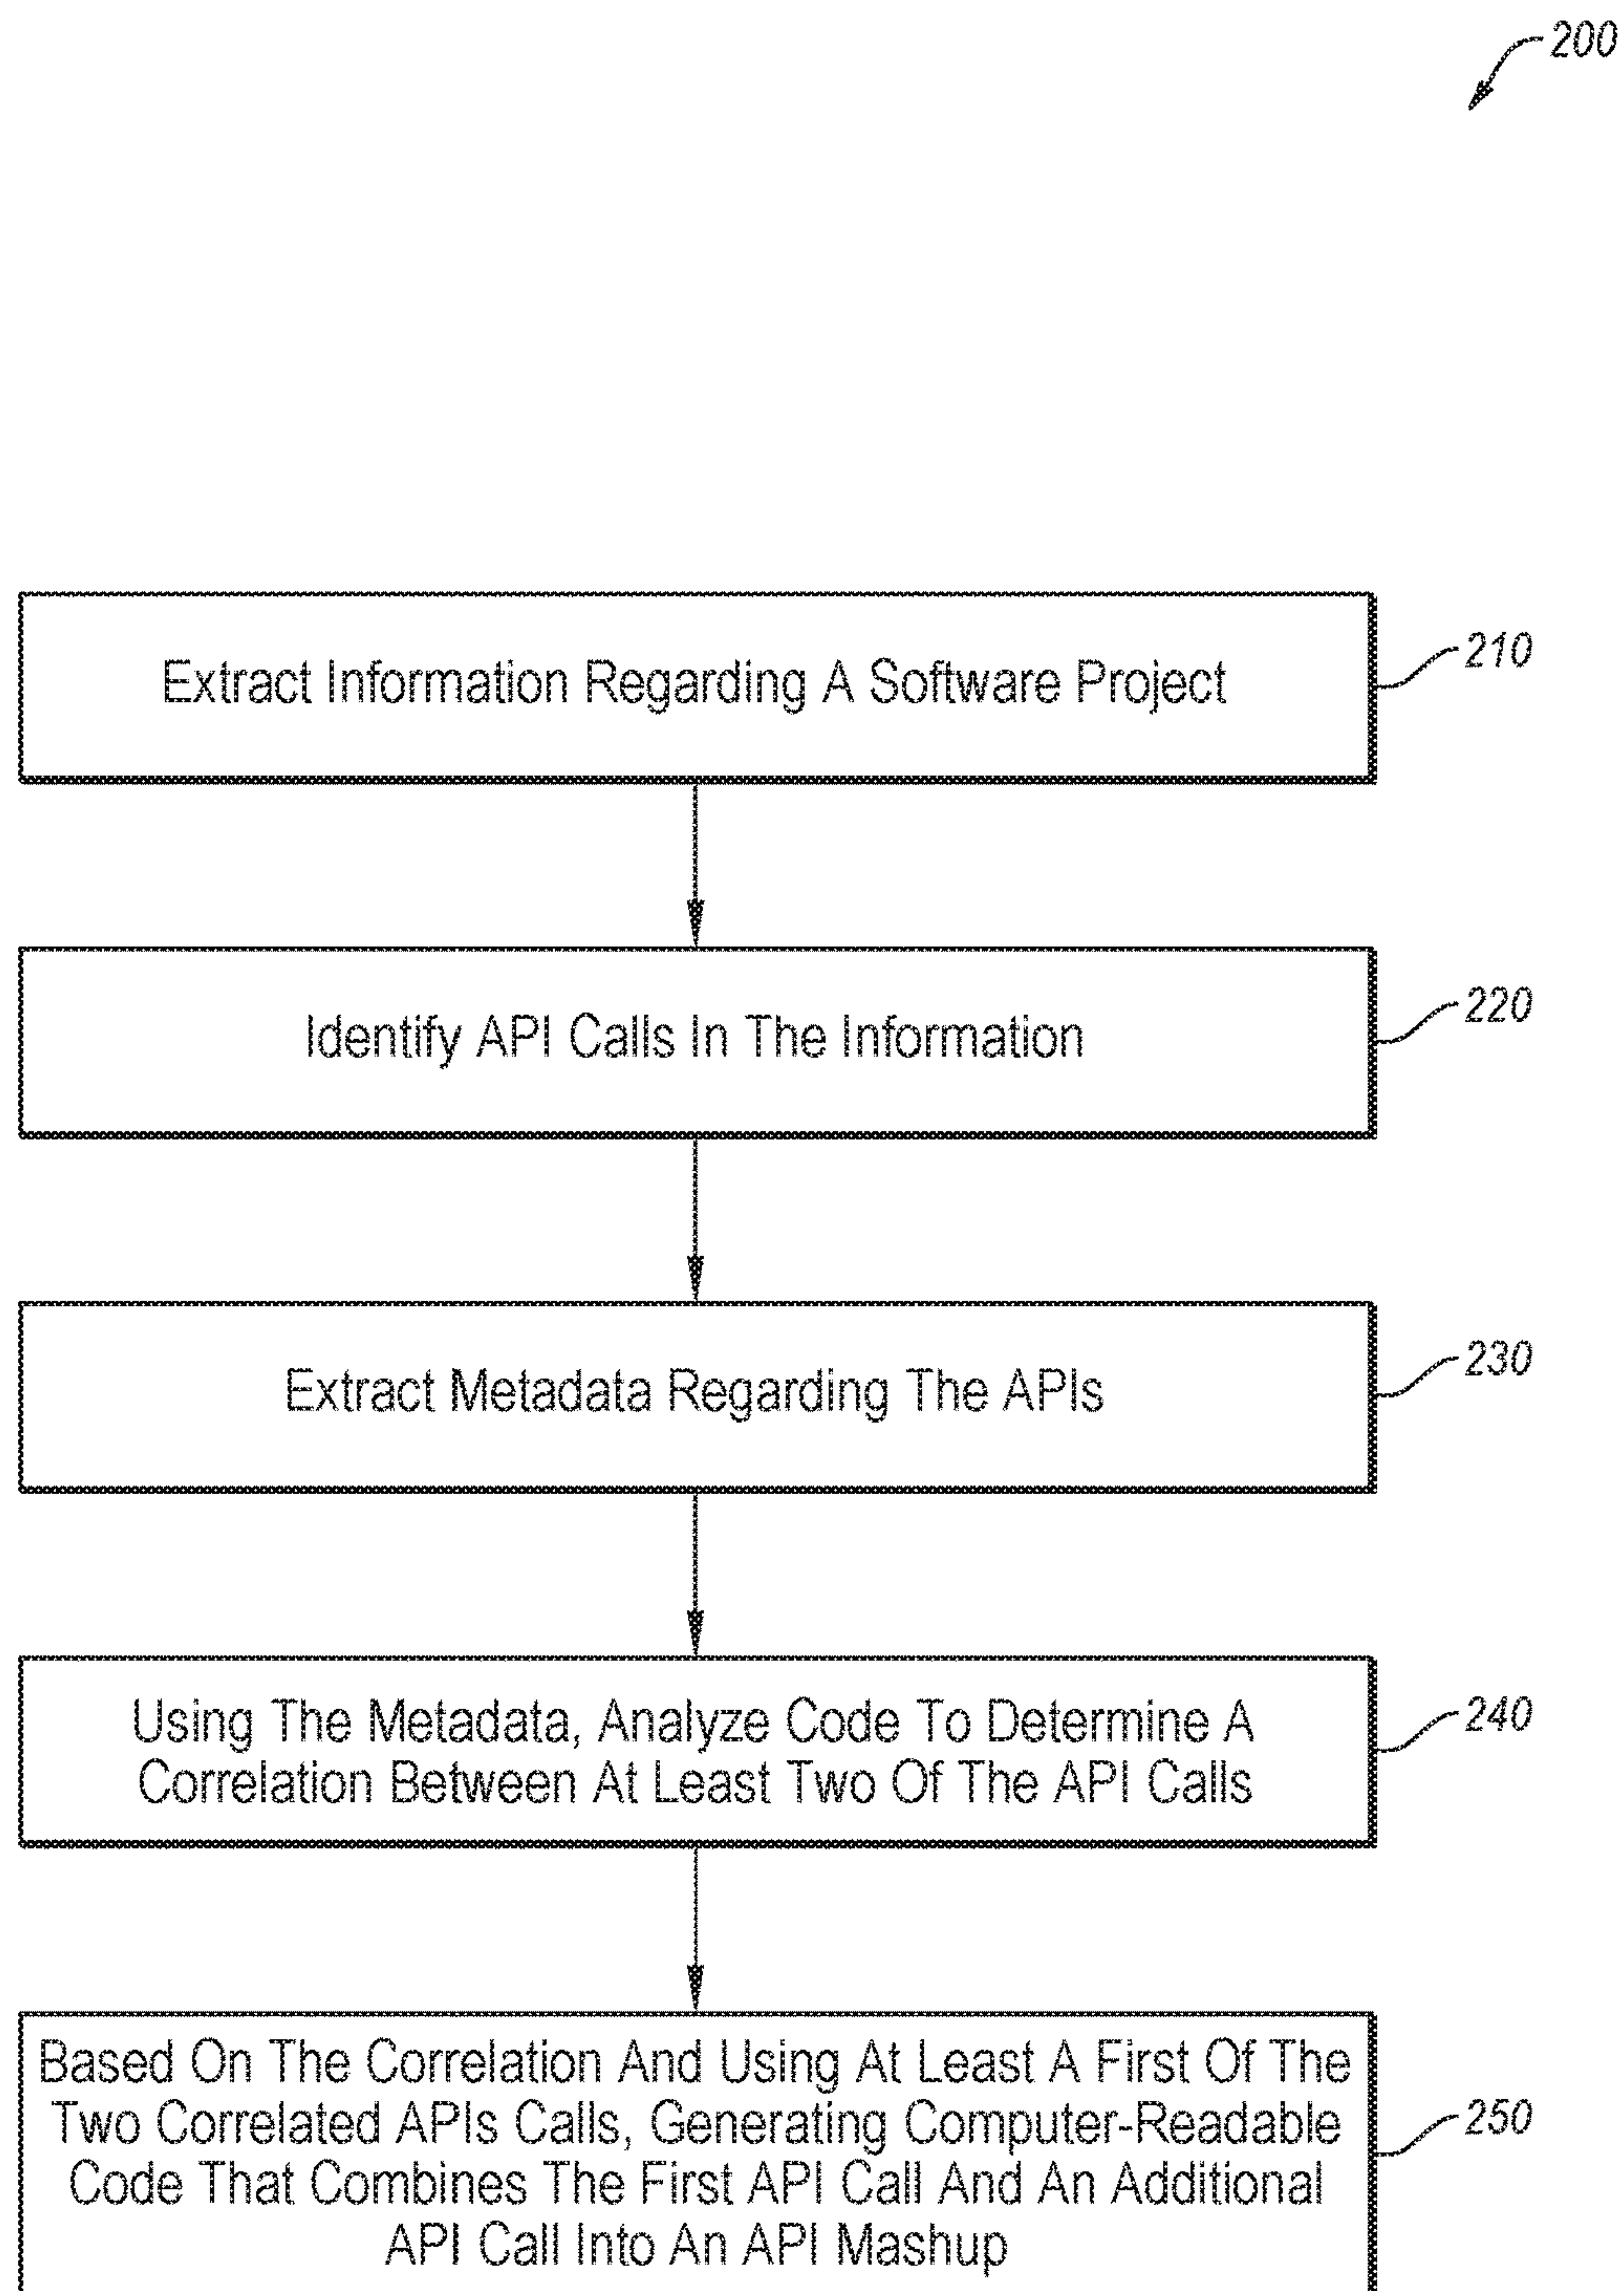 200
Extract Information Regarding A Software Project
210
Identify API Calls In The Information
220
Extract Metadata Regarding The APIs
230
Using The Metadata, Analyze Code To Determine A
Correlation Between At Least Two Of The API Calls
240
Based On The Correlation And Using At Least A First Of The
Two Correlated APIs Calls, Generating Computer-Readable
Code That Combines The First API Call And An Additional
API Call Into An API Mashup
250